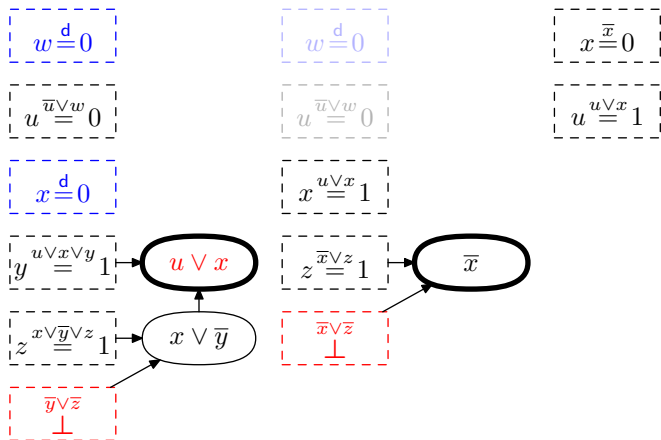 w =ᵈ 0
u =^{u̅∨w} 0
x =ᵈ 0
y =^{u∨x∨y} 1
u ∨ x
z =^{x∨y̅∨z} 1
x ∨ y̅
y̅∨z̅
⊥
w =ᵈ 0
u =^{u̅∨w} 0
x =^{u∨x} 1
z =^{x̅∨z} 1
x̅
x̅∨z̅
⊥
x =^{x̅} 0
u =^{u∨x} 1